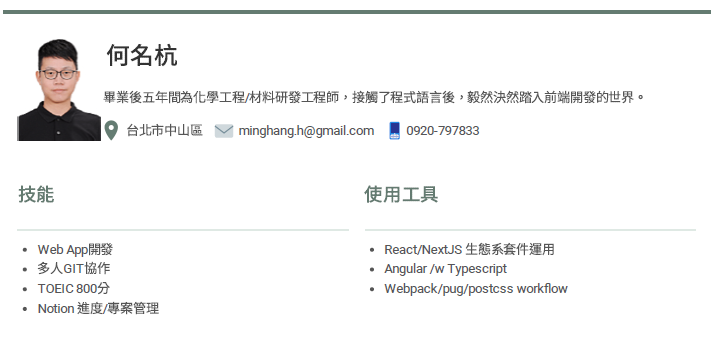 何名杭
畢業後五年間為化學工程/材料研發工程師，接觸了程式語言後，毅然決然踏入前端開發的世界。
台北市中山區 minghang.h@gmail.com 0920-797833
技能
Web App開發
多人GIT協作
TOEIC 800分
Notion 進度/專案管理
使用工具
React/NextJS 生態系套件運用
Angular /w Typescript
Webpack/pug/postcss workflow